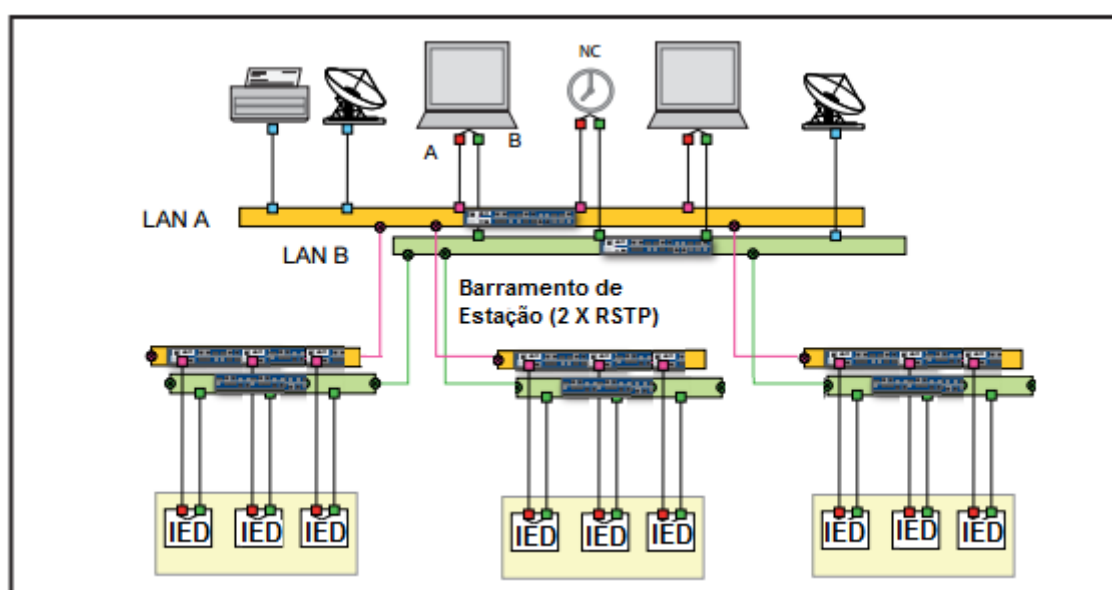 NC
A
B
LAN A
LAN B
Barramento de
Estação (2 X RSTP)
IED IED IED IED IED IED IED IED IED